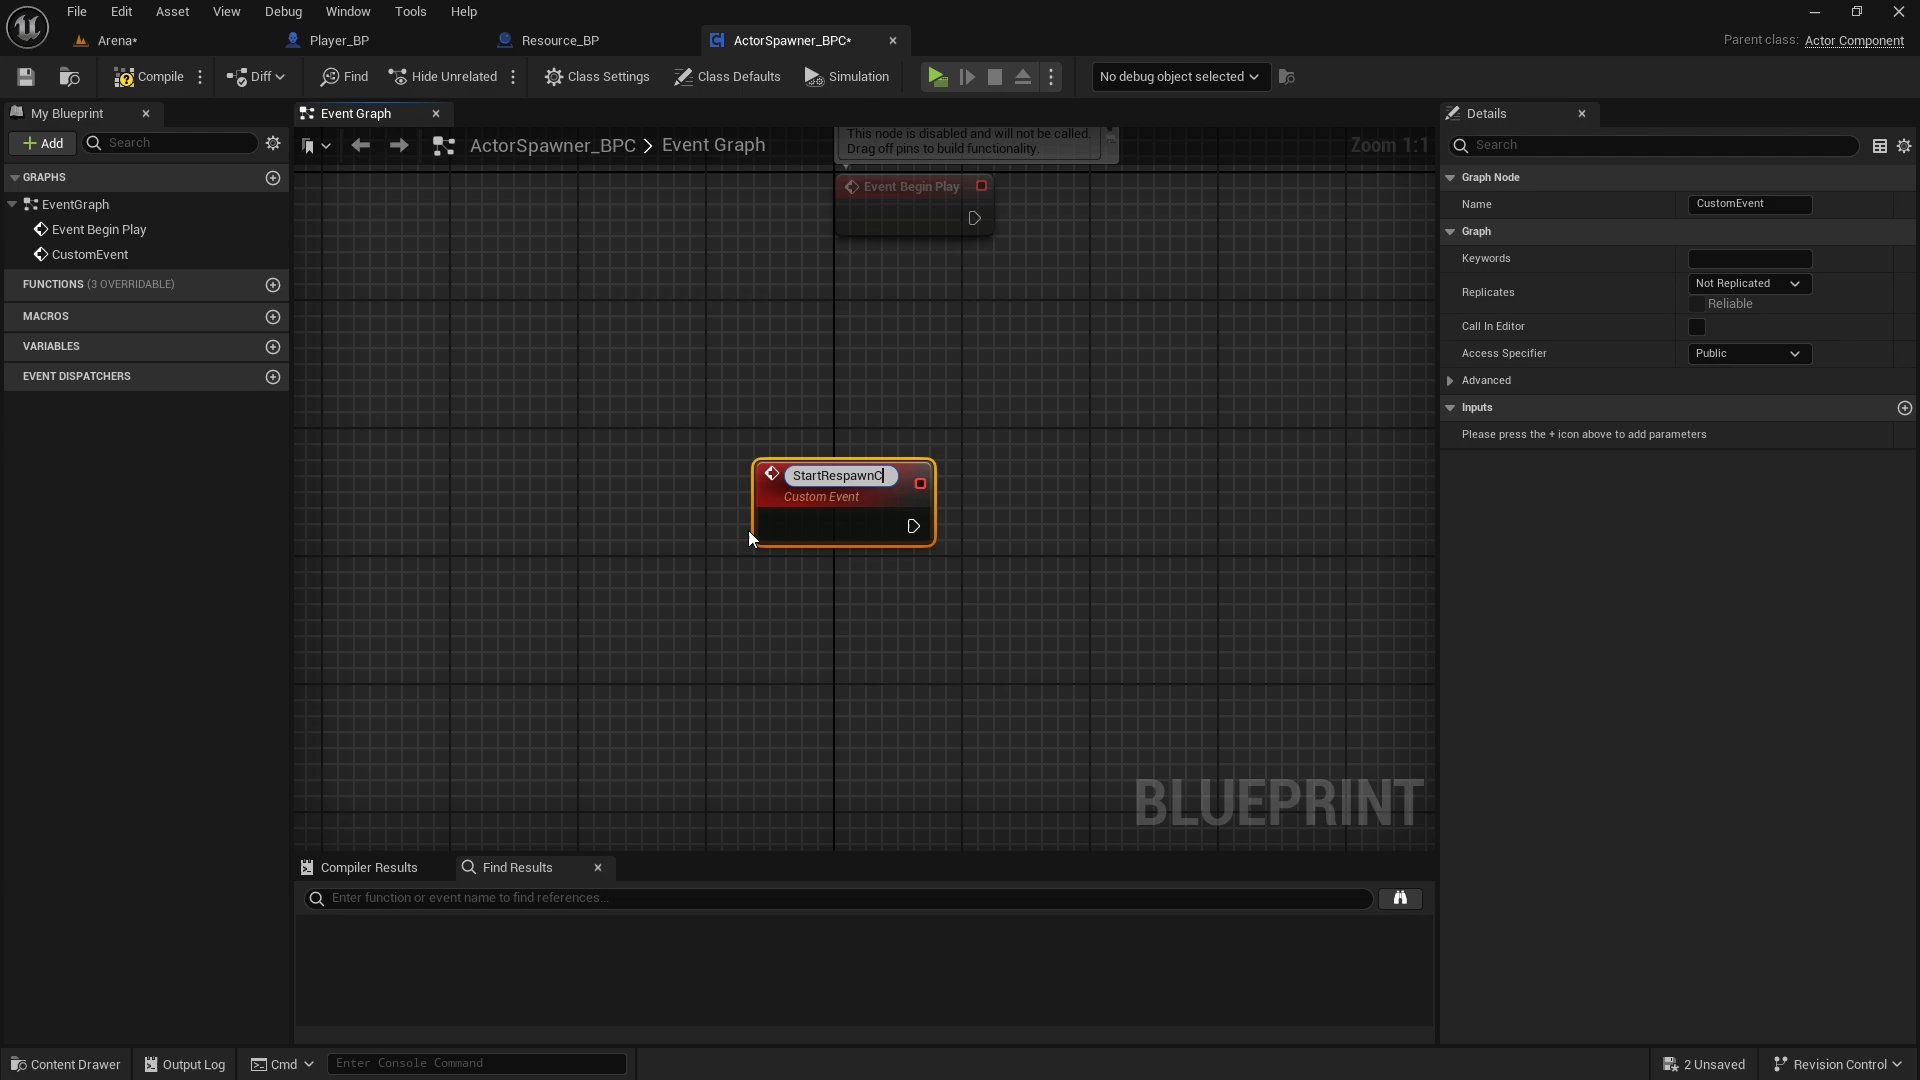 File Edit Asset View Debug Window Tools Help
Arena* Player_BP Resource_BP ActorSpawner_BPC* Parent class: Actor Component
Compile Diff Find Hide Unrelated Class Settings Class Defaults Simulation No debug object selected
My Blueprint Event Graph Details
Add Search ActorSpawner_BPC Event Graph Zoom 1:1 Search
This node is disabled and will not be called.
Drag off pins to build functionality.
GRAPHS
EventGraph
Event Begin Play
CustomEvent
FUNCTIONS (3 OVERRIDABLE)
MACROS
VARIABLES
EVENT DISPATCHERS
Event Begin Play
StartRespawnC
Custom Event
BLUEPRINT
Graph Node
Name CustomEvent
Graph
Keywords
Replicates Not Replicated
Reliable
Call In Editor
Access Specifier Public
Advanced
Inputs
Please press the + icon above to add parameters
Compiler Results Find Results
Enter function or event name to find references...
Content Drawer Output Log Cmd Enter Console Command 2 Unsaved Revision Control